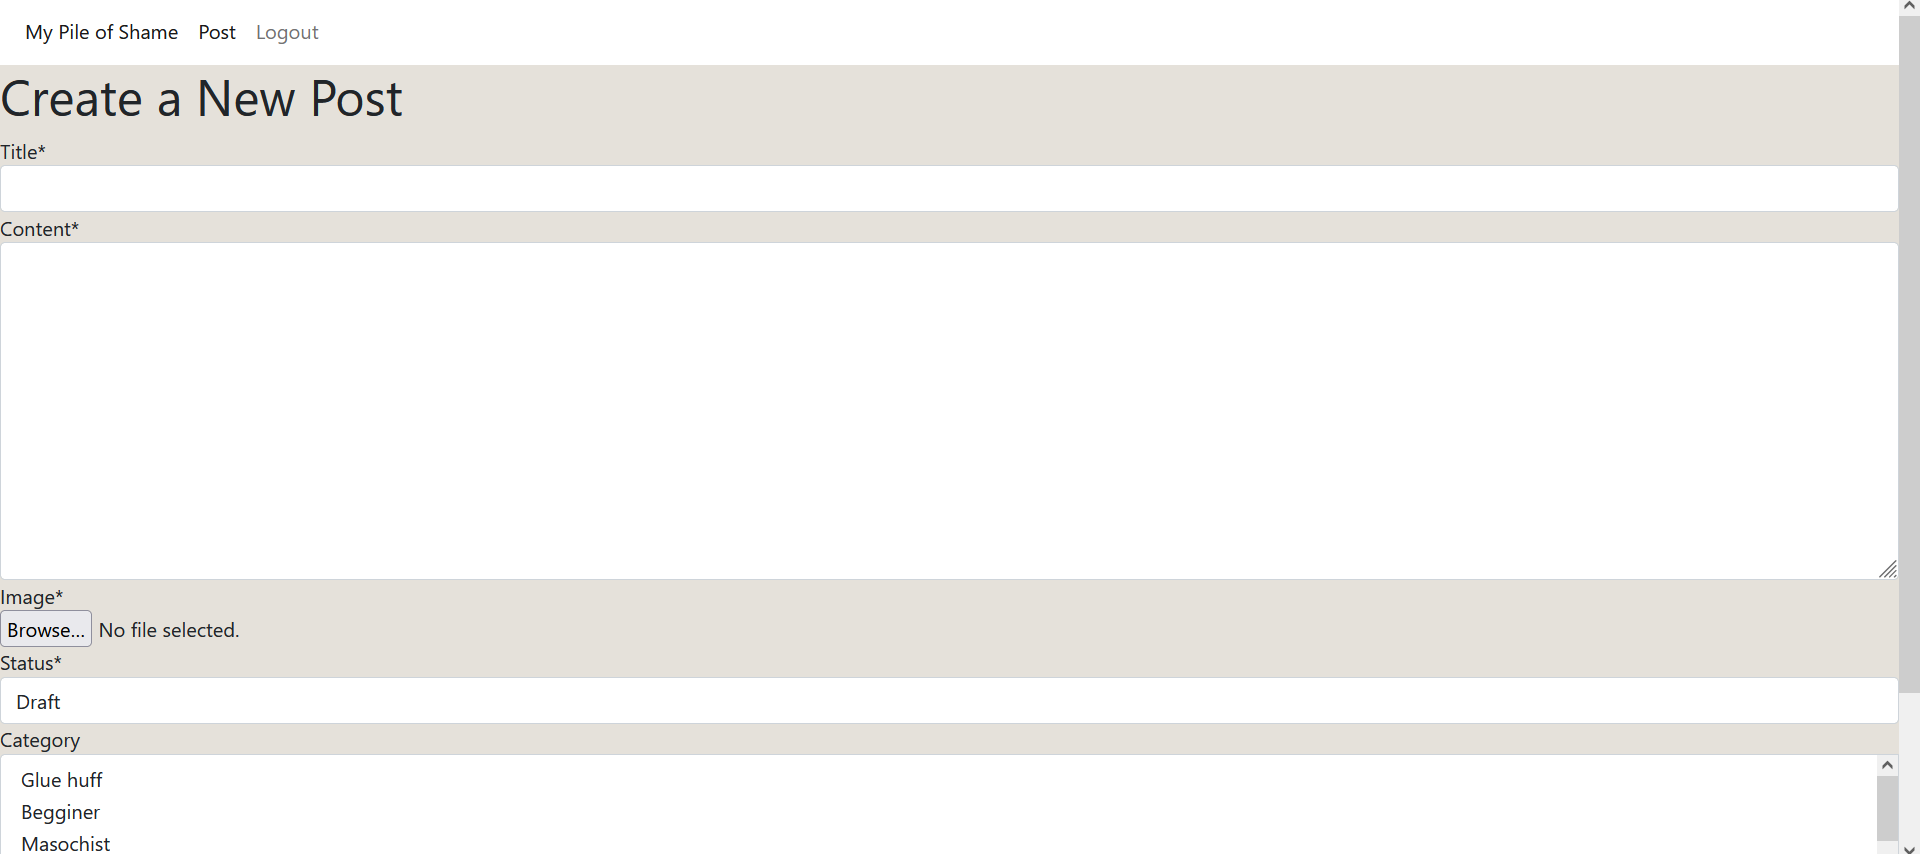 My Pile of Shame Post Logout
Create a New Post
Title*
Content*
Image*
Browse... No file selected.
Status*
Draft
Category
Glue huff
Begginer
Masochist